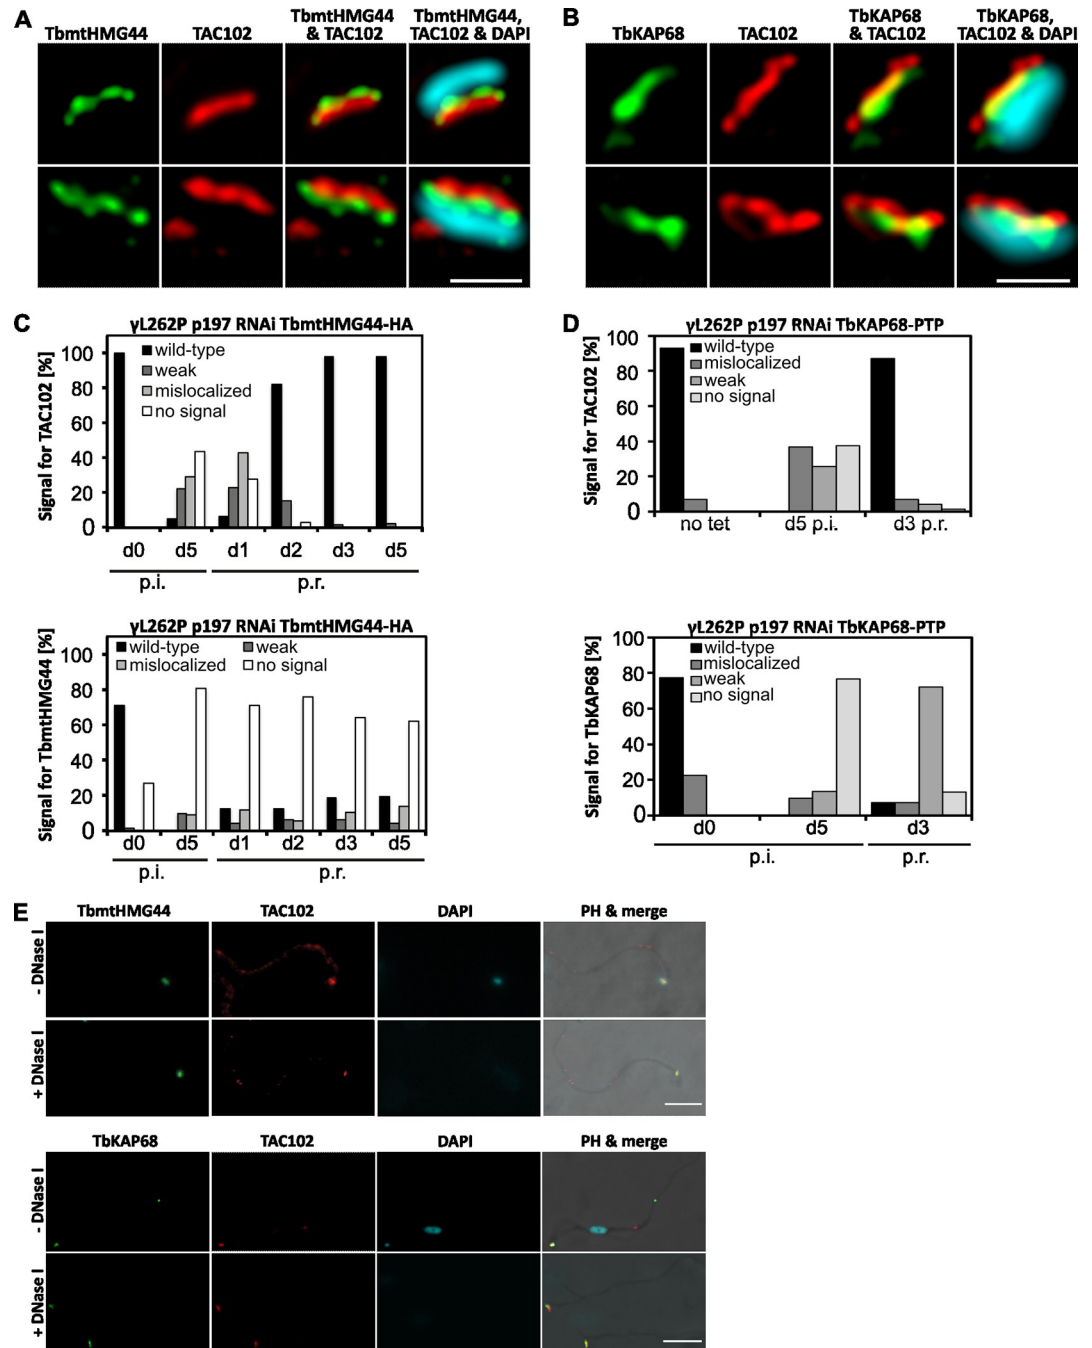 A
TbmtHMG44
TAC102
TbmtHMG44
& TAC102
TbmtHMG44,
TAC102 & DAPI
B
TbKAP68
TAC102
TbKAP68
& TAC102
TbKAP68,
TAC102 & DAPI
C
γL262P p197 RNAi TbmtHMG44-HA
Signal for TAC102 [%]
100
80
60
40
20
0
wild-type
weak
mislocalized
no signal
d0 d5 d1 d2 d3 d5
p.i. p.r.
γL262P p197 RNAi TbmtHMG44-HA
Signal for TbmtHMG44 [%]
100
80
60
40
20
0
wild-type weak
mislocalized no signal
d0 d5 d1 d2 d3 d5
p.i. p.r.
D
γL262P p197 RNAi TbKAP68-PTP
Signal for TAC102 [%]
100
80
60
40
20
0
wild-type
mislocalized
weak
no signal
no tet d5 p.i. d3 p.r.
γL262P p197 RNAi TbKAP68-PTP
Signal for TbKAP68 [%]
100
80
60
40
20
0
wild-type
mislocalized
weak
no signal
d0 d5 d3
p.i. p.r.
E
TbmtHMG44 TAC102 DAPI PH & merge
- DNase I
+ DNase I
TbKAP68 TAC102 DAPI PH & merge
- DNase I
+ DNase I